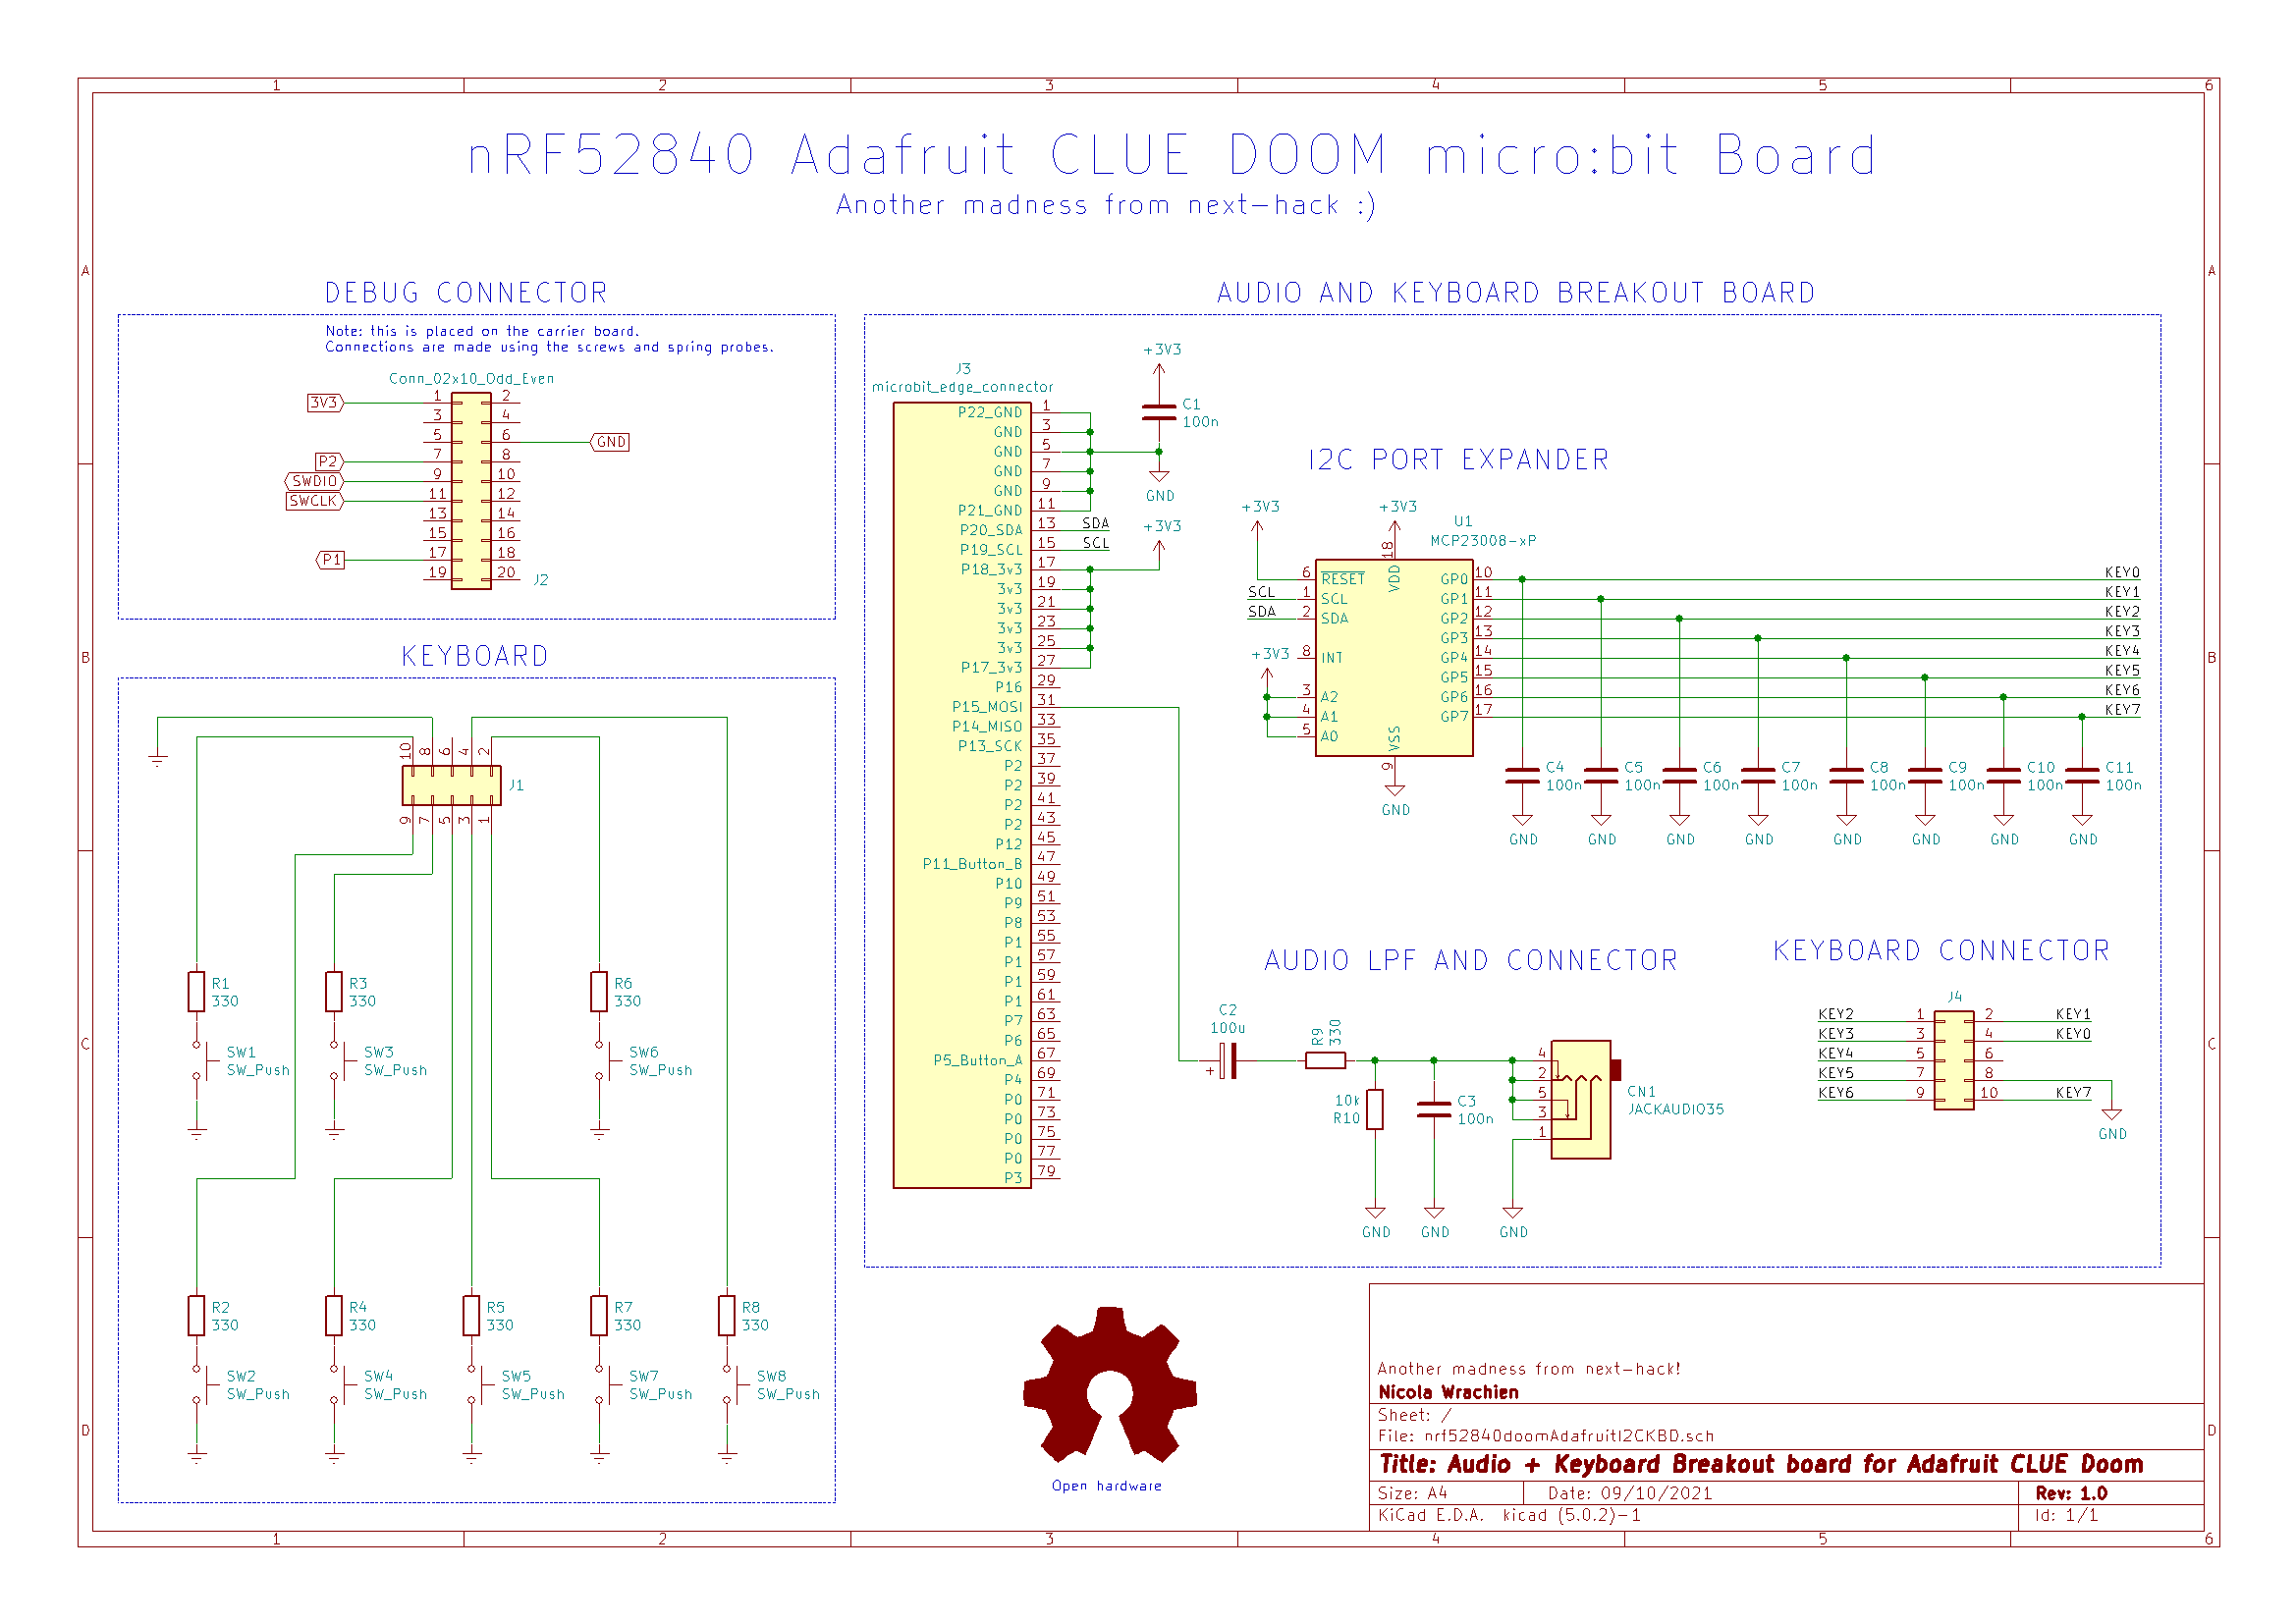 1 2 3 4 5 6
nRF52840 Adafruit CLUE DOOM micro:bit Board
Another madness from next-hack :)
A A
DEBUG CONNECTOR
Note: this is placed on the carrier board.
Connections are made using the screws and spring probes.
Conn_02x10_Odd_Even
3V3 1 2
3 4
5 6 GND
P2 7 8
SWDIO 9 10
SWCLK 11 12
13 14
15 16
P1 17 18
19 20 J2
B B
KEYBOARD
10 8 6 4 2
J1
9 7 5 3 1
R1
330
R3
330
R6
330
SW1
SW_Push
SW3
SW_Push
SW6
SW_Push
R2
330
R4
330
R5
330
R7
330
R8
330
SW2
SW_Push
SW4
SW_Push
SW5
SW_Push
SW7
SW_Push
SW8
SW_Push
AUDIO AND KEYBOARD BREAKOUT BOARD
J3
microbit_edge_connector
P22_GND 1
GND 3
GND 5
GND 7
GND 9
P21_GND 11
P20_SDA 13 SDA
P19_SCL 15 SCL
P18_3v3 17
3v3 19
3v3 21
3v3 23
3v3 25
P17_3v3 27
P16 29
P15_MOSI 31
P14_MISO 33
P13_SCK 35
P2 37
P2 39
P2 41
P2 43
P12 45
P11_Button_B 47
P10 49
P9 51
P8 53
P1 55
P1 57
P1 59
P1 61
P7 63
P6 65
P5_Button_A 67
P4 69
P0 71
P0 73
P0 75
P0 77
P3 79
+3V3
C1
100n
GND
+3V3
I2C PORT EXPANDER
+3V3
+3V3
U1
MCP23008-xP
18
VDD
6 RESET
SCL 1 SCL
SDA 2 SDA
8 INT
+3V3
3 A2
4 A1
5 A0
VSS
9
GND
GP0 10 KEY0
GP1 11 KEY1
GP2 12 KEY2
GP3 13 KEY3
GP4 14 KEY4
GP5 15 KEY5
GP6 16 KEY6
GP7 17 KEY7
C4 C5 C6 C7 C8 C9 C10 C11
100n 100n 100n 100n 100n 100n 100n 100n
GND GND GND GND GND GND GND GND
C C
AUDIO LPF AND CONNECTOR
C2
100u
+
R9
330
10k
R10
C3
100n
4
2
5
3
1
CN1
JACKAUDIO35
GND GND GND
KEYBOARD CONNECTOR
J4
KEY2 1 2 KEY1
KEY3 3 4 KEY0
KEY4 5 6
KEY5 7 8
KEY6 9 10 KEY7
GND
D D
Open hardware
Another madness from next-hack!
Nicola Wrachien
Sheet: /
File: nrf52840doomAdafruitI2CKBD.sch
Title: Audio + Keyboard Breakout board for Adafruit CLUE Doom
Size: A4 Date: 09/10/2021 Rev: 1.0
KiCad E.D.A. kicad (5.0.2)-1 Id: 1/1
1 2 3 4 5 6